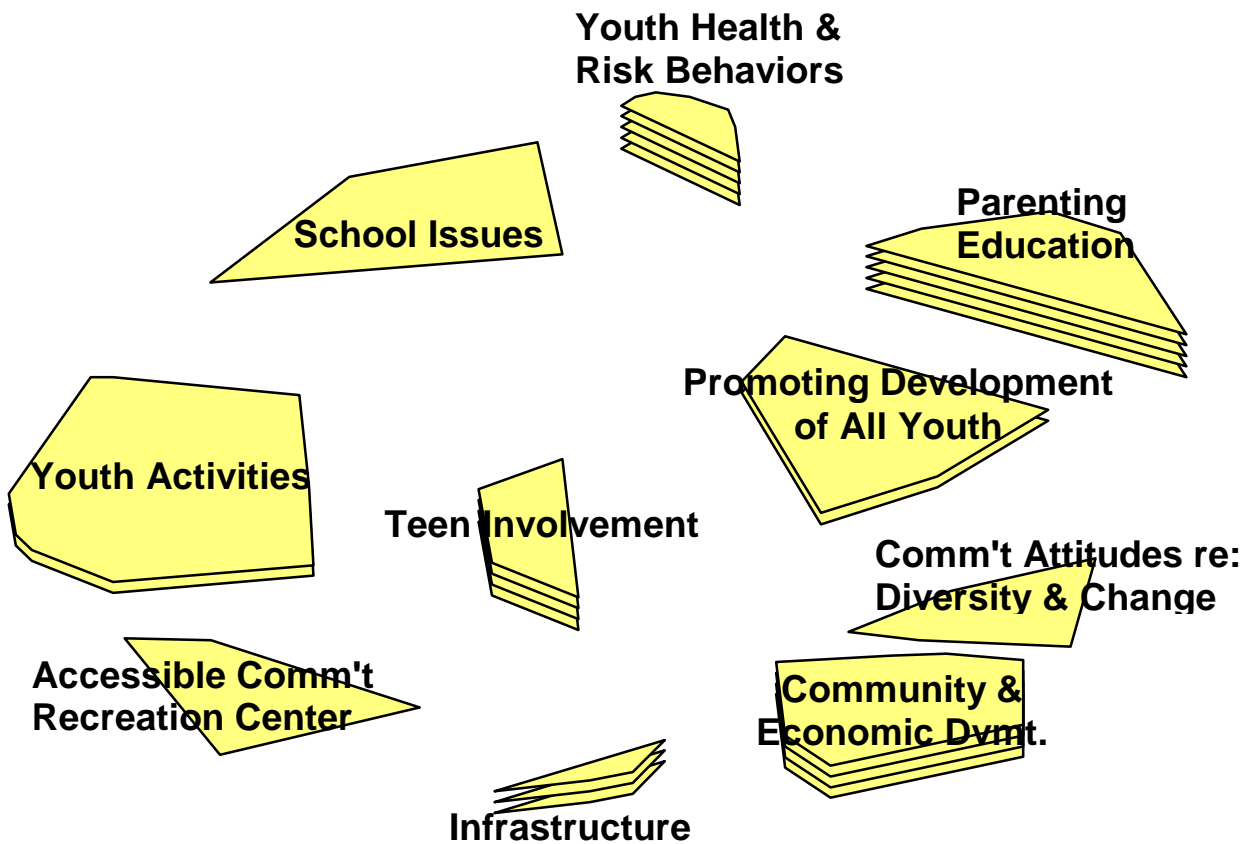 Youth Health &
Risk Behaviors
School Issues
Parenting
Education
Promoting Development
of All Youth
Youth Activities
Teen Involvement
Comm't Attitudes re:
Diversity & Change
Accessible Comm't
Recreation Center
Community &
Economic Dvmt.
Infrastructure